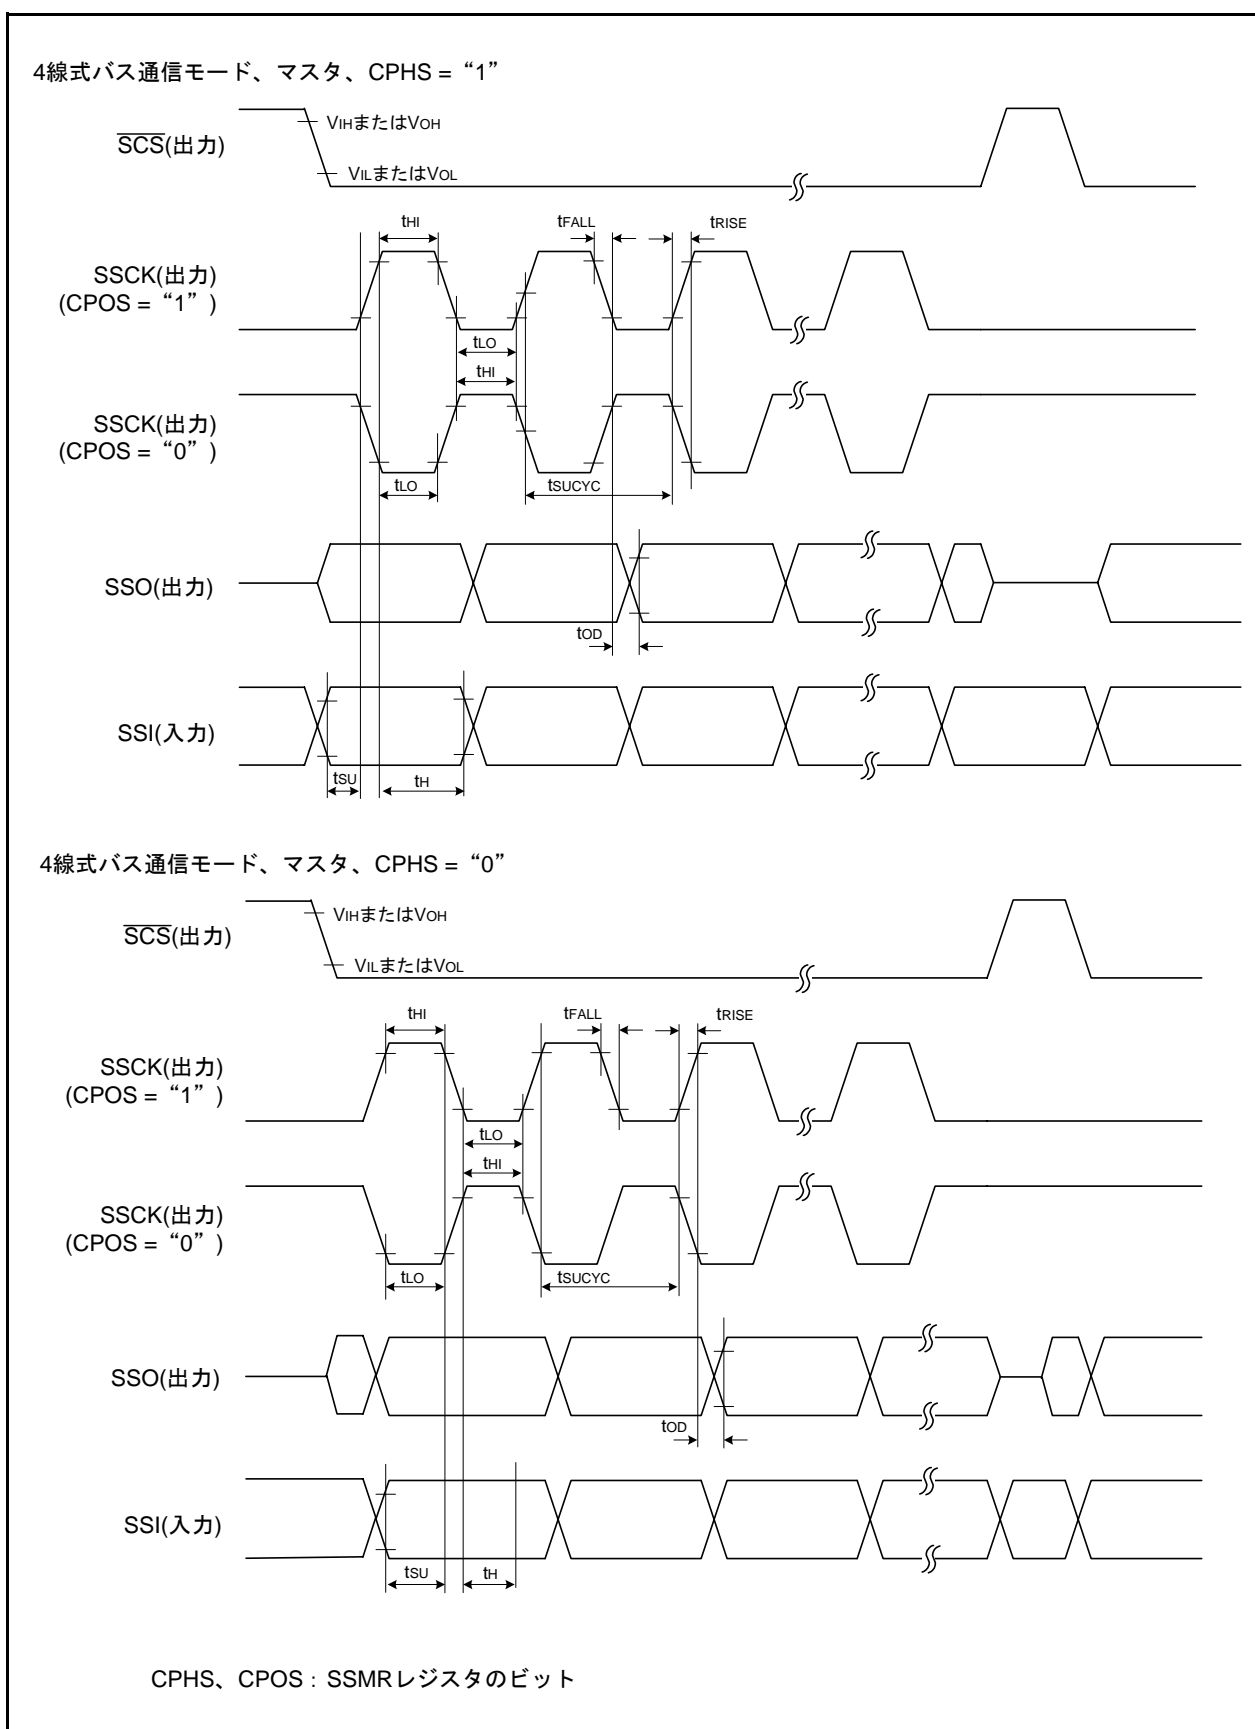 4線式バス通信モード、マスタ、CPHS = “1”
VIHまたはVOH
SCS(出力)
VILまたはVOL
tHI
tFALL
tRISE
SSCK(出力)
(CPOS = “1” )
tLO
tHI
SSCK(出力)
(CPOS = “0” )
tLO
tSUCYC
SSO(出力)
tOD
SSI(入力)
tSU
tH
4線式バス通信モード、マスタ、CPHS = “0”
VIHまたはVOH
SCS(出力)
VILまたはVOL
tHI
tFALL
tRISE
SSCK(出力)
(CPOS = “1” )
tLO
tHI
SSCK(出力)
(CPOS = “0” )
tLO
tSUCYC
SSO(出力)
tOD
SSI(入力)
tSU
tH
CPHS、CPOS : SSMRレジスタのビット